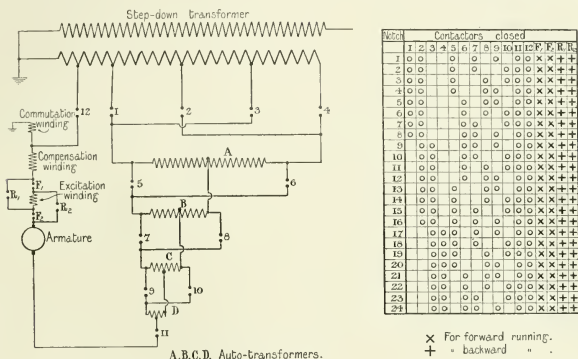 Step-down transformer
12
1
2
3
4
Commutation winding
Compensation winding
A
5
6
F₁
R₁
Excitation winding
R₂
F₂
B
7
8
Armature
C
9
10
D
11
A,B,C,D, Auto-transformers.
Notch Contactors closed
1 2 3 4 5 6 7 8 9 10 11 12 F₁ F₂ R₁ R₂
1
2
3
4
5
6
7
8
9
10
11
12
13
14
15
16
17
18
19
20
21
22
23
24
× For forward running.
+ " backward " .